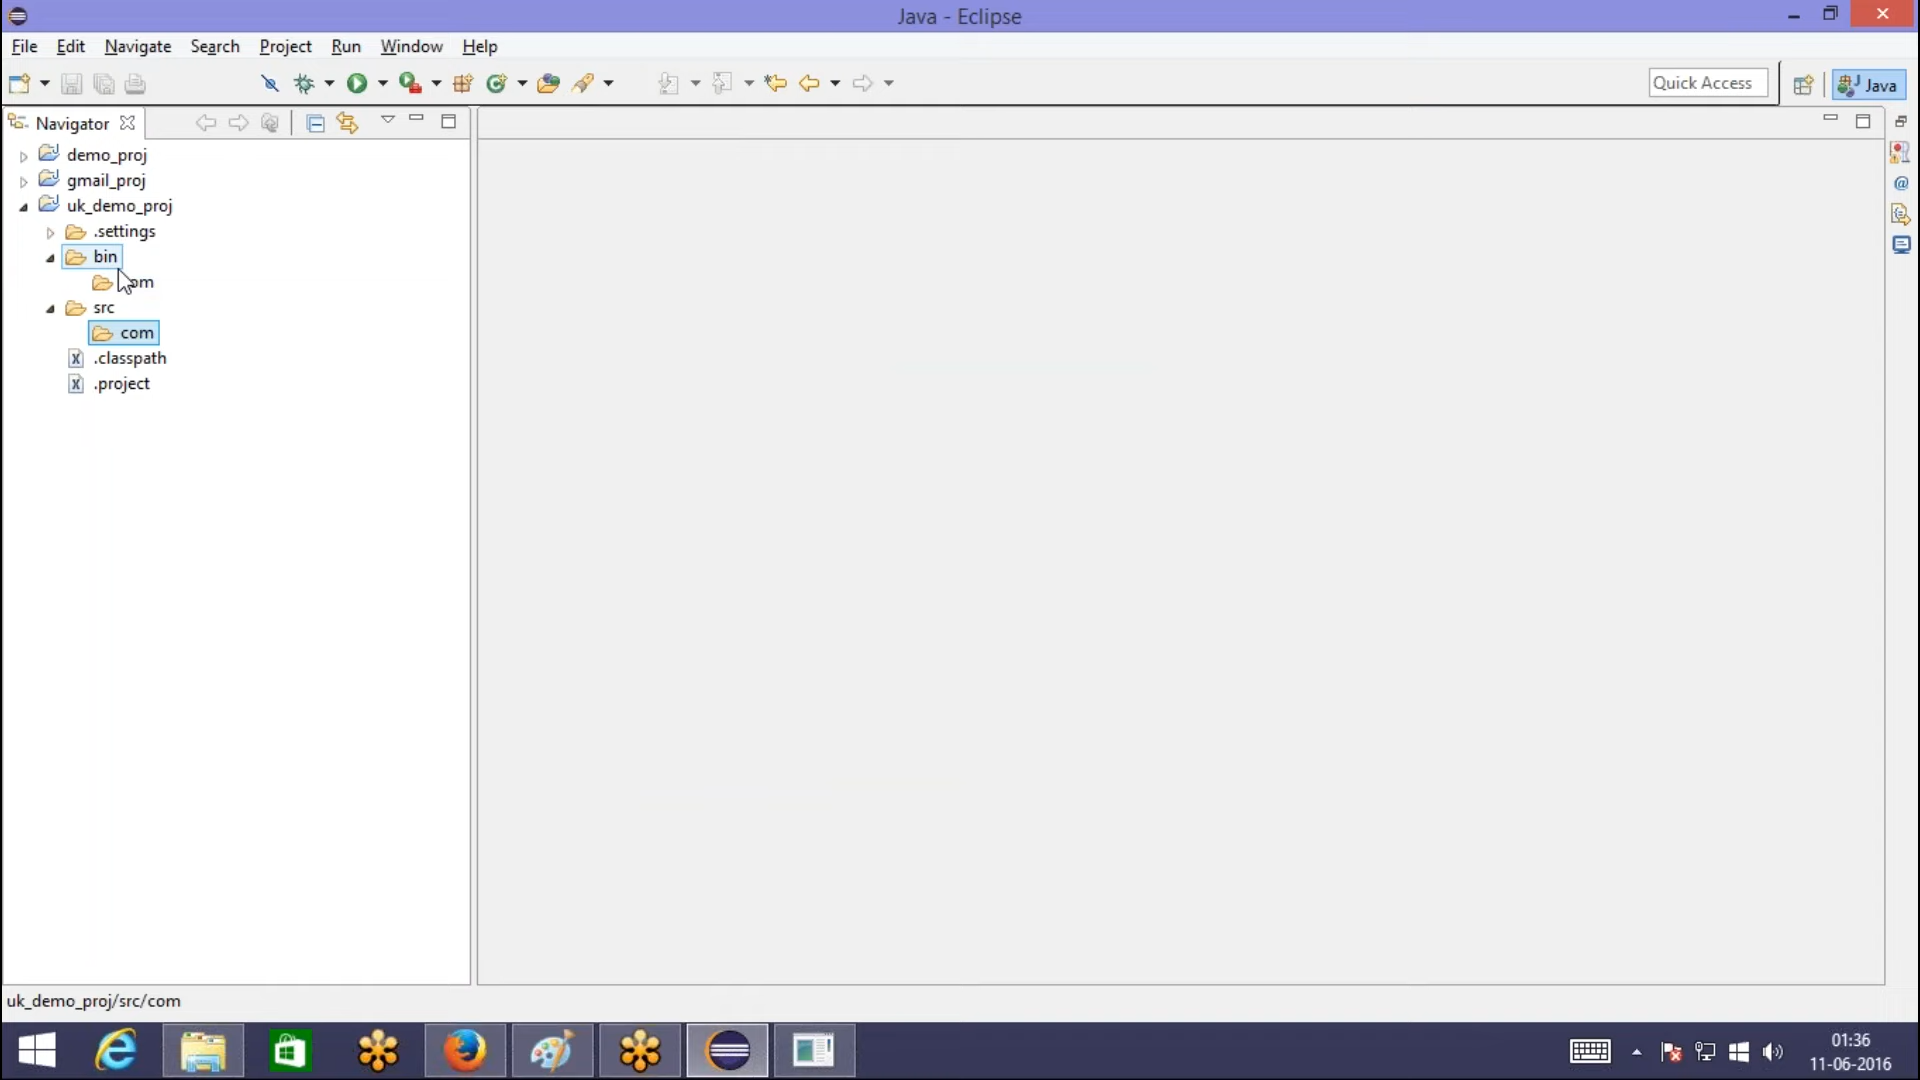 Java - Eclipse
File Edit Navigate Search Project Run Window Help
Quick Access
Java
Navigator
demo_proj
gmail_proj
uk_demo_proj
.settings
bin
src
com
.classpath
.project
uk_demo_proj/src/com
01:36
11-06-2016